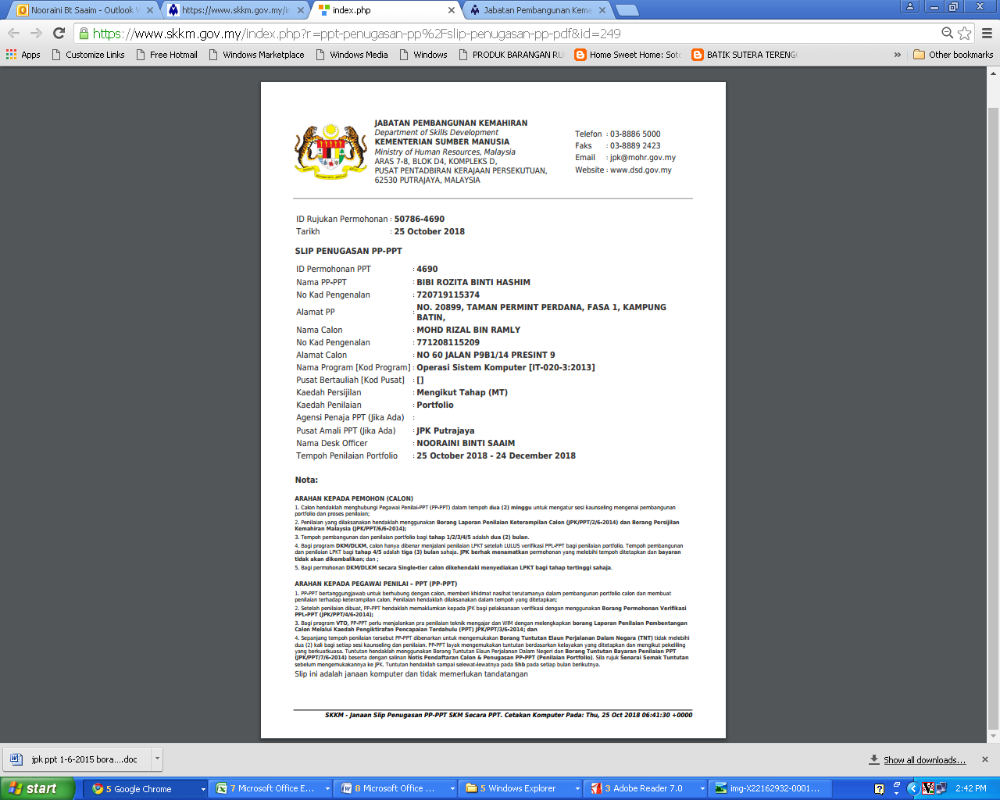 Nooraini Bt Saaim - Outlook
https://www.skkm.gov.my/in
index.php
Jabatan Pembangunan Kema
https://www.skkm.gov.my/index.php?r=ppt-penugasan-pp%2Fslip-penugasan-pp-pdf&id=249
Apps Customize Links Free Hotmail Windows Marketplace Windows Media Windows PRODUK BARANGAN RU Home Sweet Home: Soto BATIK SUTERA TERENG » Other bookmarks
JABATAN PEMBANGUNAN KEMAHIRAN
Department of Skills Development
KEMENTERIAN SUMBER MANUSIA
Ministry of Human Resources, Malaysia
ARAS 7-8, BLOK D4, KOMPLEKS D,
PUSAT PENTADBIRAN KERAJAAN PERSEKUTUAN,
62530 PUTRAJAYA, MALAYSIA
Telefon : 03-8886 5000
Faks : 03-8889 2423
Email : jpk@mohr.gov.my
Website : www.dsd.gov.my
ID Rujukan Permohonan : 50786-4690
Tarikh : 25 October 2018
SLIP PENUGASAN PP-PPT
ID Permohonan PPT : 4690
Nama PP-PPT : BIBI ROZITA BINTI HASHIM
No Kad Pengenalan : 720719115374
Alamat PP : NO. 20899, TAMAN PERMINT PERDANA, FASA 1, KAMPUNG
BATIN,
Nama Calon : MOHD RIZAL BIN RAMLY
No Kad Pengenalan : 771208115209
Alamat Calon : NO 60 JALAN P9B1/14 PRESINT 9
Nama Program [Kod Program] : Operasi Sistem Komputer [IT-020-3:2013]
Pusat Bertauliah [Kod Pusat] : []
Kaedah Persijilan : Mengikut Tahap (MT)
Kaedah Penilaian : Portfolio
Agensi Penaja PPT (Jika Ada) :
Pusat Amali PPT (Jika Ada) : JPK Putrajaya
Nama Desk Officer : NOORAINI BINTI SAAIM
Tempoh Penilaian Portfolio : 25 October 2018 - 24 December 2018
Nota:
ARAHAN KEPADA PEMOHON (CALON)
1. Calon hendaklah menghubungi Pegawai Penilai-PPT (PP-PPT) dalam tempoh dua (2) minggu untuk mengatur sesi kaunseling mengenai pembangunan
portfolio dan proses penilaian;
2. Penilaian yang dilaksanakan hendaklah menggunakan Borang Laporan Penilaian Keterampilan Calon (JPK/PPT/2/6-2014) dan Borang Persijilan
Kemahiran Malaysia (JPK/PPT/6/6-2014);
3. Tempoh pembangunan dan penilaian portfolio bagi tahap 1/2/3/4/5 adalah dua (2) bulan.
4. Bagi program DKM/DLKM, calon hanya dibenar menjalani penilaian LPKT setelah LULUS verifikasi PPL-PPT bagi penilaian portfolio. Tempoh pembangunan
dan penilaian LPKT bagi tahap 4/5 adalah tiga (3) bulan sahaja. JPK berhak menamatkan permohonan yang melebihi tempoh ditetapkan dan bayaran
tidak akan dikembalikan; dan ;
5. Bagi permohonan DKM/DLKM secara Single-tier calon dikehendaki menyediakan LPKT bagi tahap tertinggi sahaja.
ARAHAN KEPADA PEGAWAI PENILAI – PPT (PP-PPT)
1. PP-PPT bertanggungjawab untuk berhubung dengan calon, memberi khidmat nasihat terutamanya dalam pembangunan portfolio calon dan membuat
penilaian terhadap keterampilan calon. Penilaian hendaklah dilaksanakan dalam tempoh yang ditetapkan;
2. Setelah penilaian dibuat, PP-PPT hendaklah memaklumkan kepada JPK bagi pelaksanaan verifikasi dengan menggunakan Borang Permohonan Verifikasi
PPL-PPT (JPK/PPT/4/6-2014);
3. Bagi program VTO, PP-PPT perlu menjalankan pra penilaian teknik mengajar dan WIM dengan melengkapkan borang Laporan Penilaian Pembentangan
Calon Melalui Kaedah Pengiktirafan Pencapaian Terdahulu (PPT) JPK/PPT/3/6-2014; dan
4. Sepanjang tempoh penilaian tersebut PP-PPT dibenarkan untuk mengemukakan Borang Tuntutan Elaun Perjalanan Dalam Negara (TNT) tidak melebihi
dua (2) kali bagi setiap sesi kaunseling dan penilaian. PP-PPT layak mengemukakan tuntutan berdasarkan kelayakan yang ditetapkan dan mengikut pekeliling
yang berkuatkuasa. Tuntutan hendaklah menggunakan Borang Tuntutan Elaun Perjalanan Dalam Negeri dan Borang Tuntutan Bayaran Penilaian PPT
(JPK/PPT/7/6-2014) beserta dengan salinan Notis Pendaftaran Calon & Penugasan PP-PPT (Penilaian Portfolio). Sila rujuk Senarai Semak Tuntutan
sebelum mengemukakannya ke JPK. Tuntutan hendaklah sampai selewat-lewatnya pada 5hb pada setiap bulan berikutnya.
Slip ini adalah janaan komputer dan tidak memerlukan tandatangan
SKKM - Janaan Slip Penugasan PP-PPT SKM Secara PPT. Cetakan Komputer Pada: Thu, 25 Oct 2018 06:41:30 +0000
jpk ppt 1-6-2015 bora....doc
Show all downloads...
start
5 Google Chrome
7 Microsoft Office E...
8 Microsoft Office ...
5 Windows Explorer
3 Adobe Reader 7.0
img-X22162932-0001...
2:42 PM